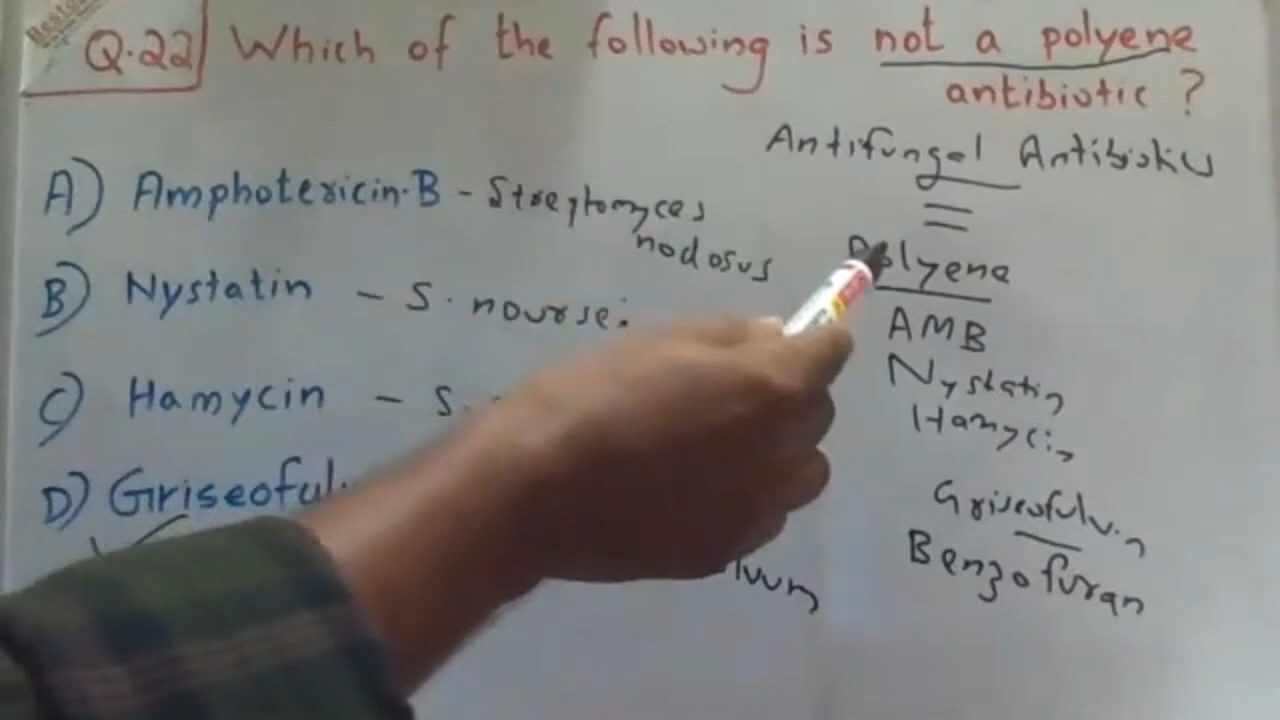 Q.22 Which of the following is not a polyene
antibiotic ?
Antifungal Antibiotics
A) Amphotericin.B - Streptomyces
nodosus
B) Nystatin - S. noursei
C) Hamycin - S.
D) Griseoful
Polyene
AMB
Nystatin
Hamycin
Griseofulvin
Benzofuran